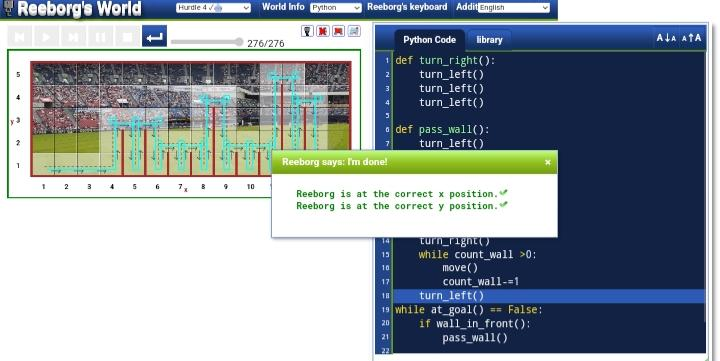 Reeborg's World
Hurdle 4
World Info
Python
Reeborg's keyboard
Addit
English
276/276
Python Code
library
A↓A A↑A
5
4
y 3
2
1
1 2 3 4 5 6 7 x 8 9 10
Reeborg says: I'm done!
×
Reeborg is at the correct x position.
Reeborg is at the correct y position.
1 def turn_right():
2 turn_left()
3 turn_left()
4 turn_left()
5
6 def pass_wall():
7 turn_left()
14 turn_right()
15 while count_wall >0:
16 move()
17 count_wall-=1
18 turn_left()
19 while at_goal() == False:
20 if wall_in_front():
21 pass_wall()
22